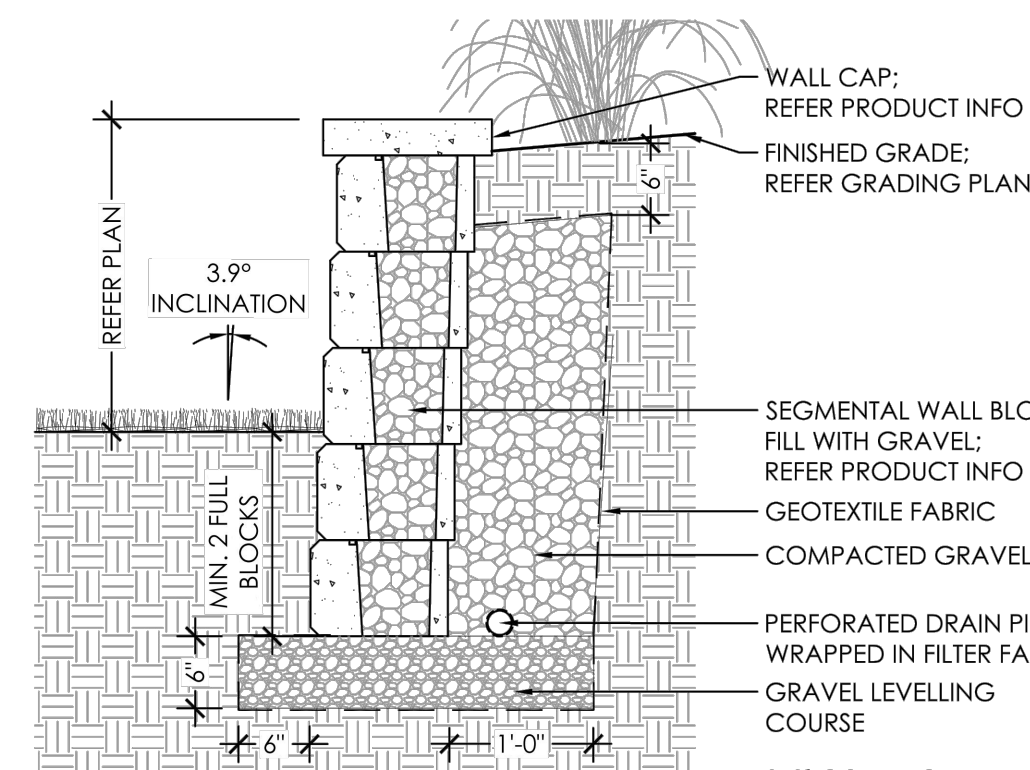 WALL CAP;
REFER PRODUCT INFO
FINISHED GRADE;
REFER GRADING PLAN
6"
REFER PLAN
3.9°
INCLINATION
SEGMENTAL WALL BLO
FILL WITH GRAVEL;
REFER PRODUCT INFO
MIN. 2 FULL
BLOCKS
GEOTEXTILE FABRIC
COMPACTED GRAVEL
PERFORATED DRAIN PI
WRAPPED IN FILTER FA
6"
GRAVEL LEVELLING
COURSE
6"
1'-0"